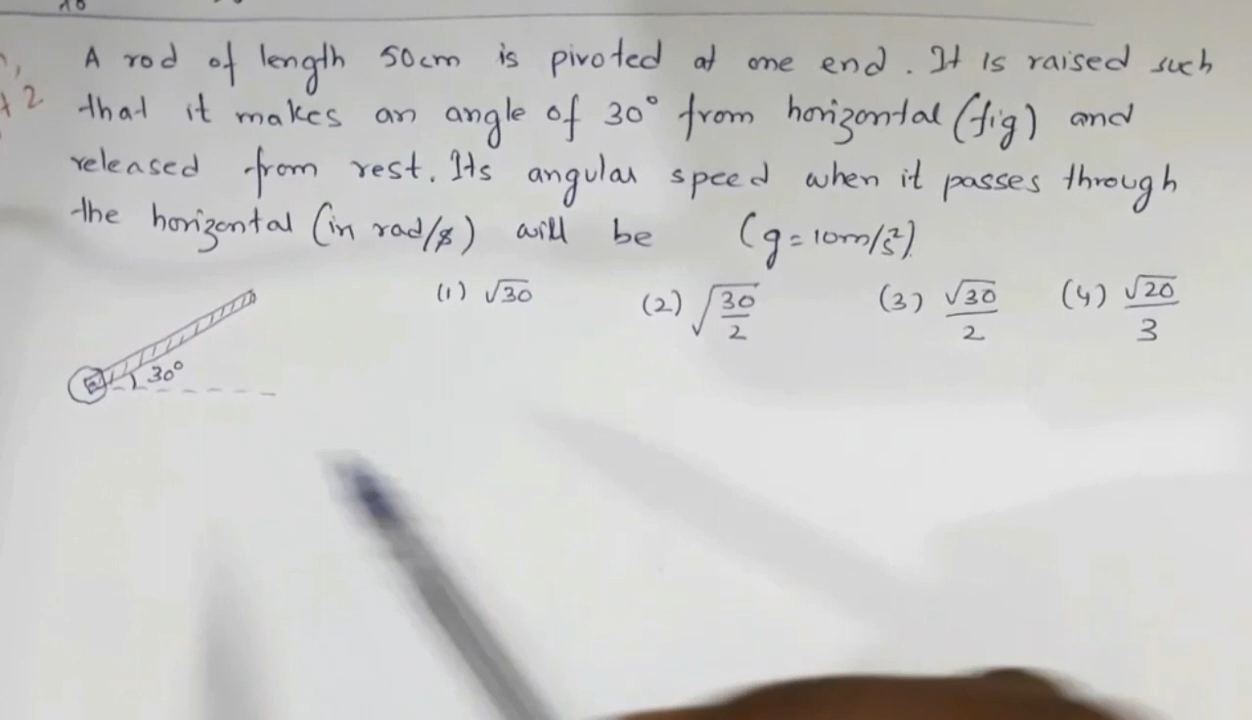 A rod of length 50cm is pivoted at one end. It is raised such
that it makes an angle of 30° from horizontal (fig) and
released from rest. Its angular speed when it passes through
the horizontal (in rad/s) will be (g = 10m/s²).
(1) √30 (2) √(30/2) (3) √30/2 (4) √20/3
30°